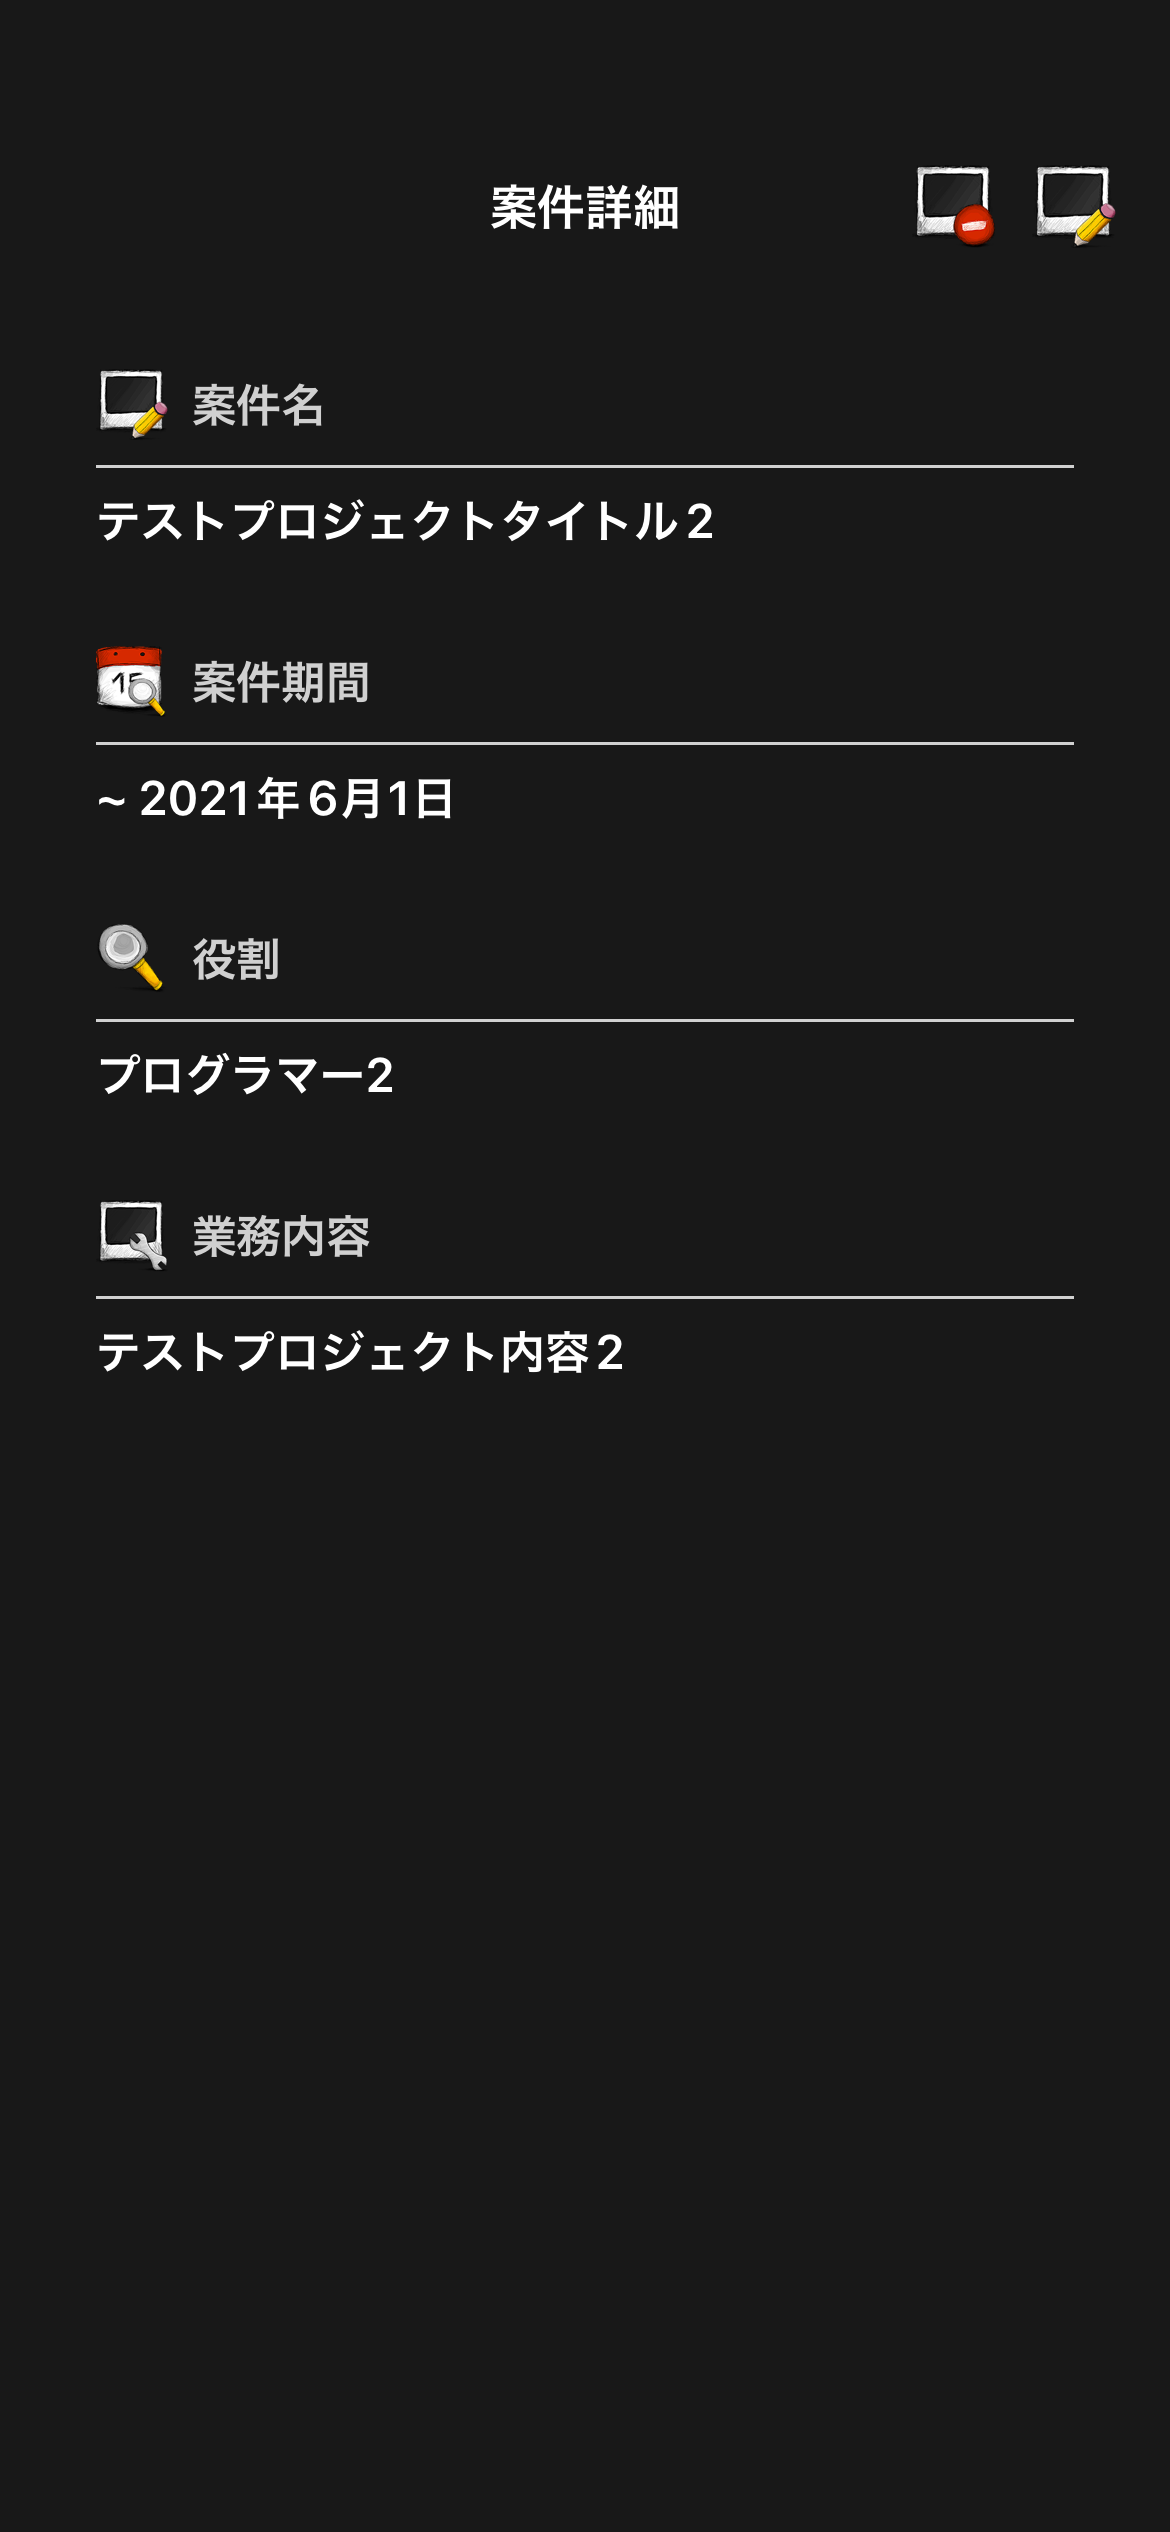 案件詳細
案件名
テストプロジェクトタイトル2
15
案件期間
~ 2021年6月1日
役割
プログラマー2
業務内容
テストプロジェクト内容2